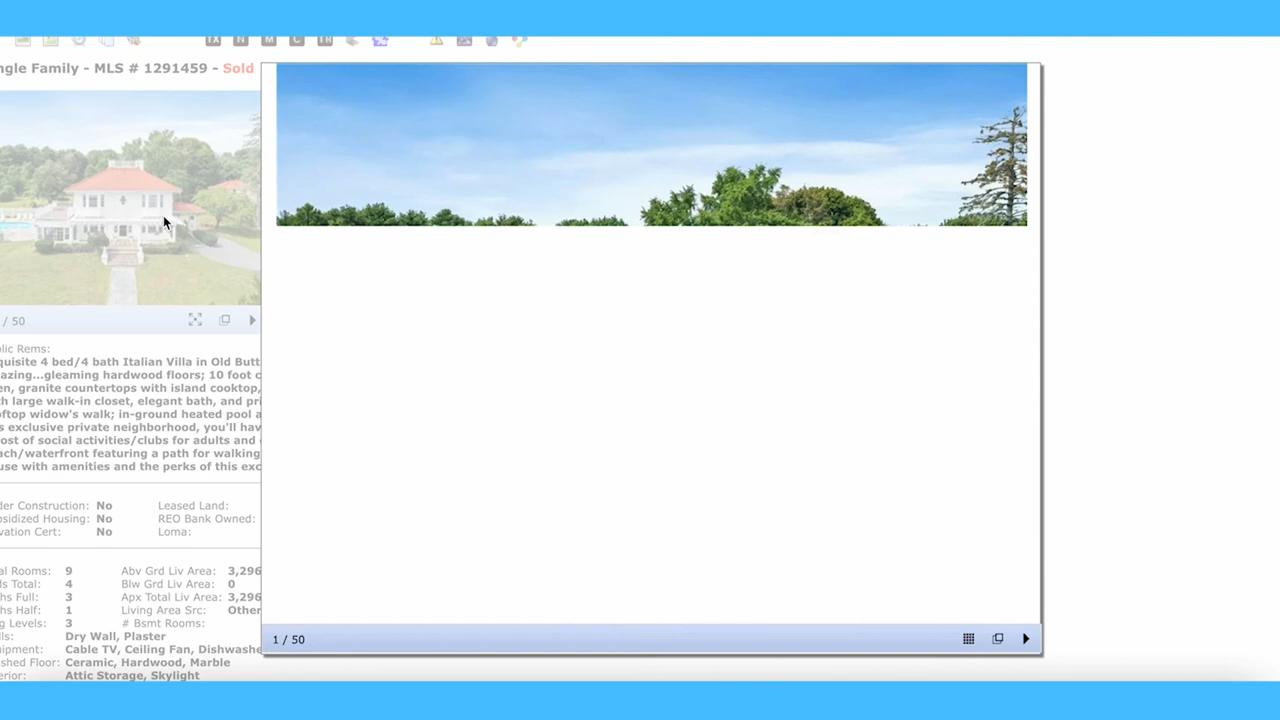 TX N M C TR
ngle Family - MLS # 1291459 - Sold
/ 50
lic Rems:
quisite 4 bed/4 bath Italian Villa in Old Butt
azing...gleaming hardwood floors; 10 foot c
en, granite countertops with island cooktop,
th large walk-in closet, elegant bath, and pri
oftop widow's walk; in-ground heated pool a
s exclusive private neighborhood, you'll hav
ost of social activities/clubs for adults and
ach/waterfront featuring a path for walking
use with amenities and the perks of this exc
der Construction: No Leased Land:
bsidized Housing: No REO Bank Owned:
vation Cert: No Loma:
al Rooms: 9 Abv Grd Liv Area: 3,296
ds Total: 4 Blw Grd Liv Area: 0
hs Full: 3 Apx Total Liv Area: 3,296
hs Half: 1 Living Area Src: Other
g Levels: 3 # Bsmt Rooms:
ls: Dry Wall, Plaster
ipment: Cable TV, Ceiling Fan, Dishwashe
shed Floor: Ceramic, Hardwood, Marble
erior: Attic Storage, Skylight
1 / 50